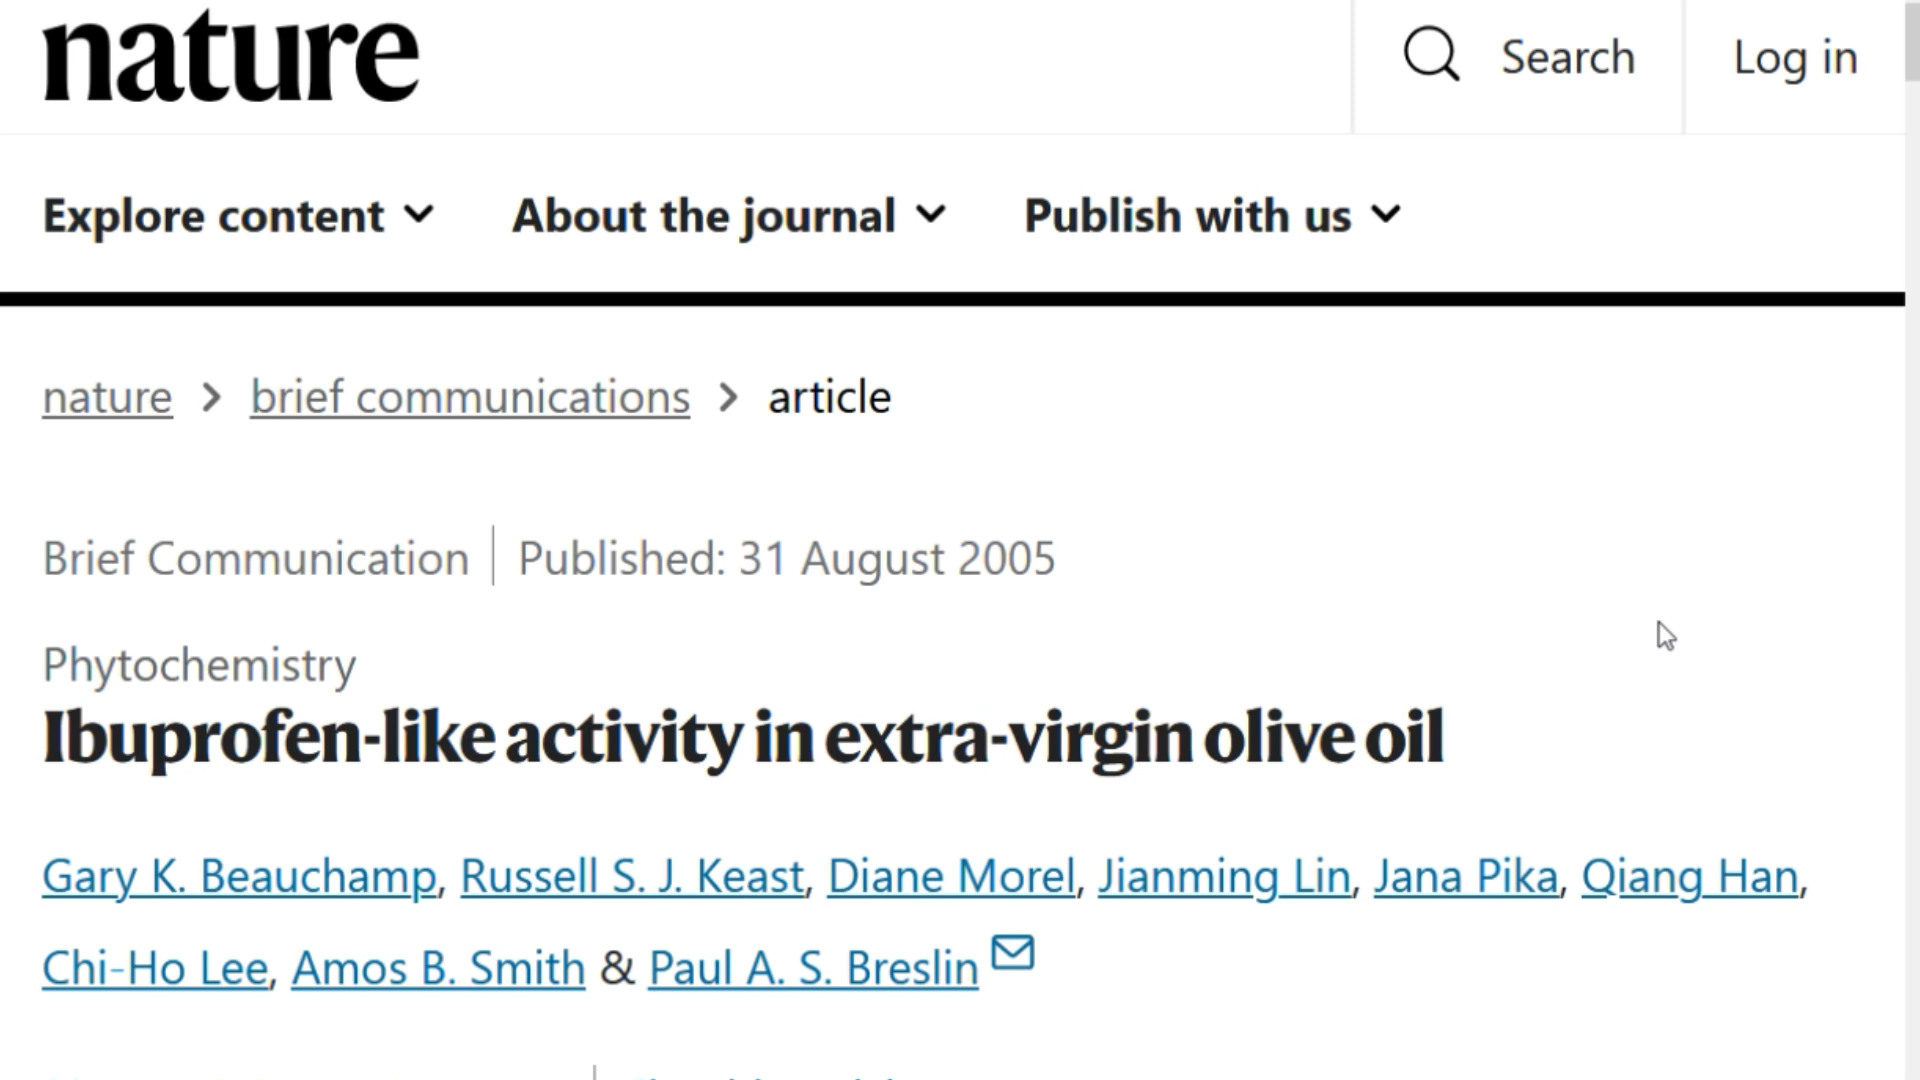 nature
Search
Log in
Explore content
About the journal
Publish with us
nature > brief communications > article
Brief Communication | Published: 31 August 2005
Phytochemistry
Ibuprofen-like activity in extra-virgin olive oil
Gary K. Beauchamp, Russell S. J. Keast, Diane Morel, Jianming Lin, Jana Pika, Qiang Han,
Chi-Ho Lee, Amos B. Smith & Paul A. S. Breslin